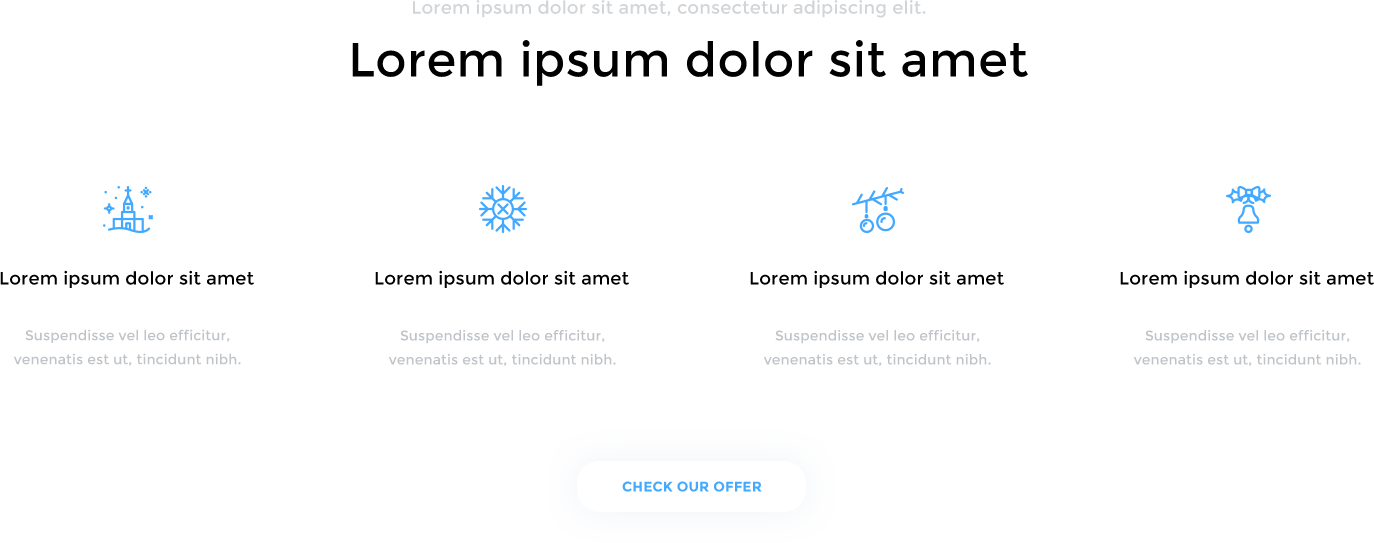 Lorem ipsum dolor sit amet, consectetur adipiscing elit.
Lorem ipsum dolor sit amet
Lorem ipsum dolor sit amet
Suspendisse vel leo efficitur,
venenatis est ut, tincidunt nibh.
Lorem ipsum dolor sit amet
Suspendisse vel leo efficitur,
venenatis est ut, tincidunt nibh.
Lorem ipsum dolor sit amet
Suspendisse vel leo efficitur,
venenatis est ut, tincidunt nibh.
Lorem ipsum dolor sit amet
Suspendisse vel leo efficitur,
venenatis est ut, tincidunt nibh.
CHECK OUR OFFER